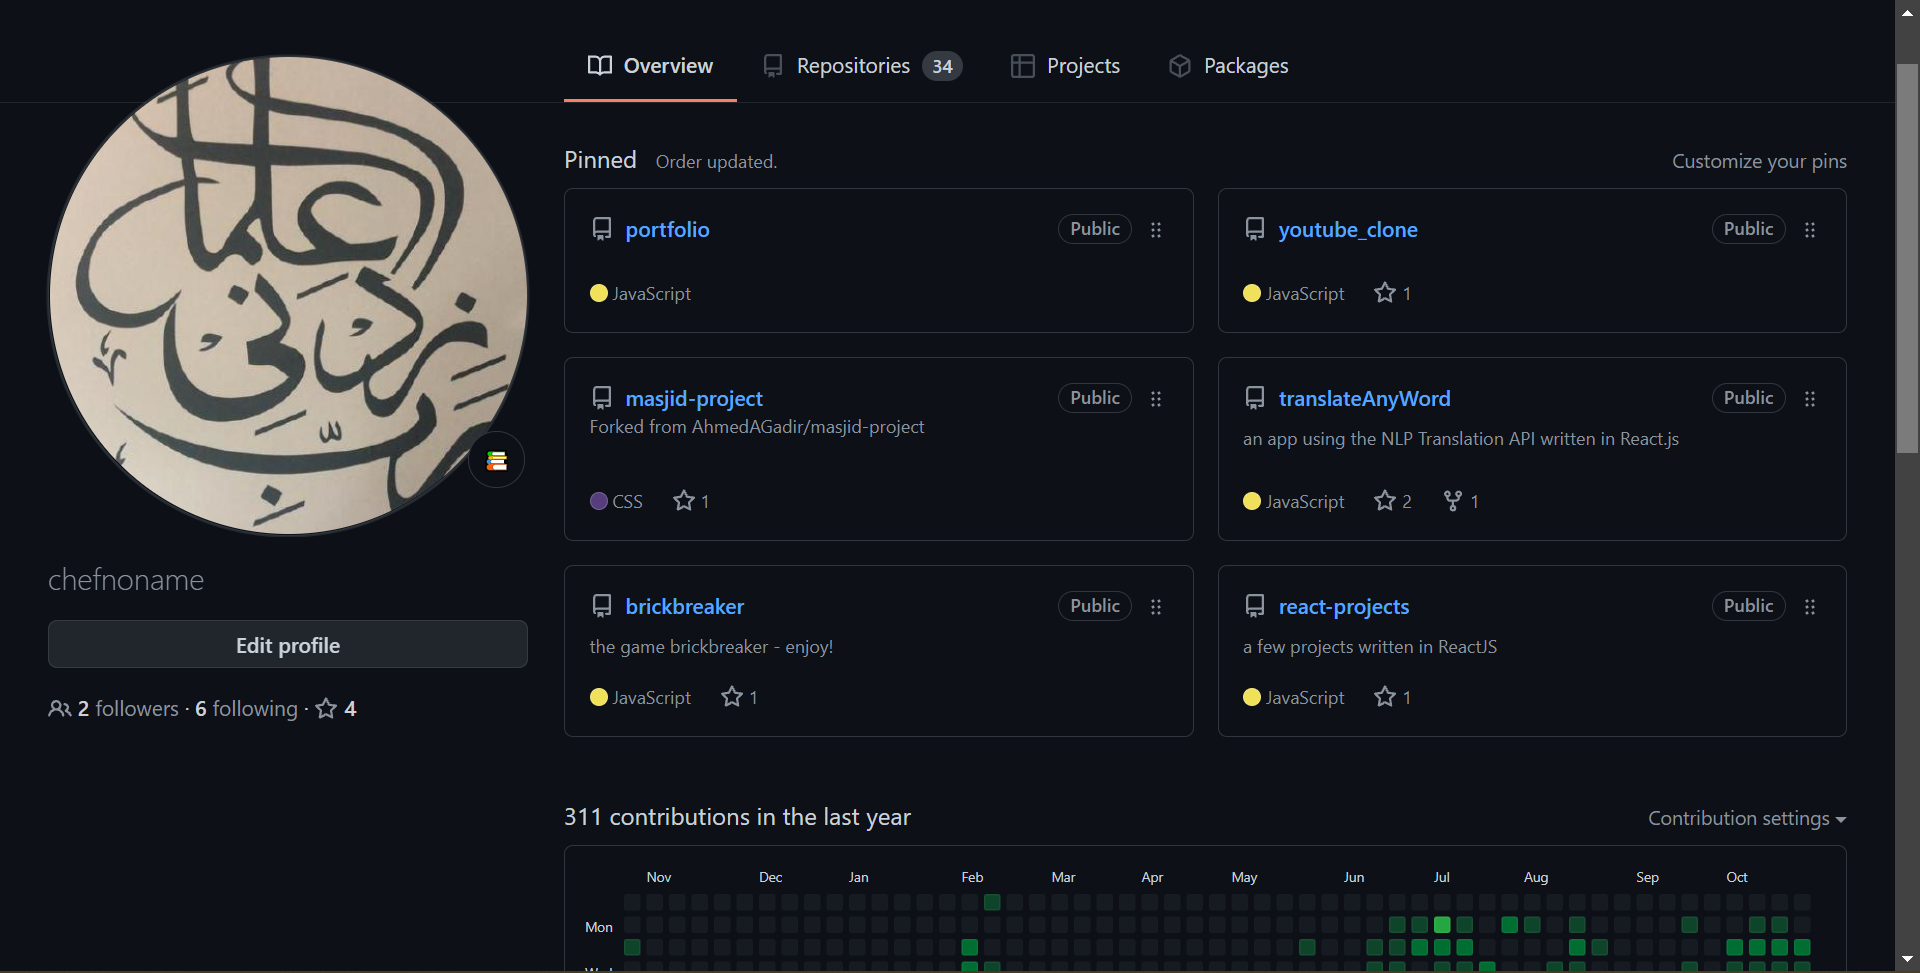 Overview
Repositories 34
Projects
Packages
رب زدني علما
chefnoname
Edit profile
2 followers · 6 following · 4
Pinned Order updated.
Customize your pins
portfolio Public
JavaScript
youtube_clone Public
JavaScript 1
masjid-project Public
Forked from AhmedAGadir/masjid-project
CSS 1
translateAnyWord Public
an app using the NLP Translation API written in React.js
JavaScript 2 1
brickbreaker Public
the game brickbreaker - enjoy!
JavaScript 1
react-projects Public
a few projects written in ReactJS
JavaScript 1
311 contributions in the last year
Contribution settings
Nov Dec Jan Feb Mar Apr May Jun Jul Aug Sep Oct
Mon